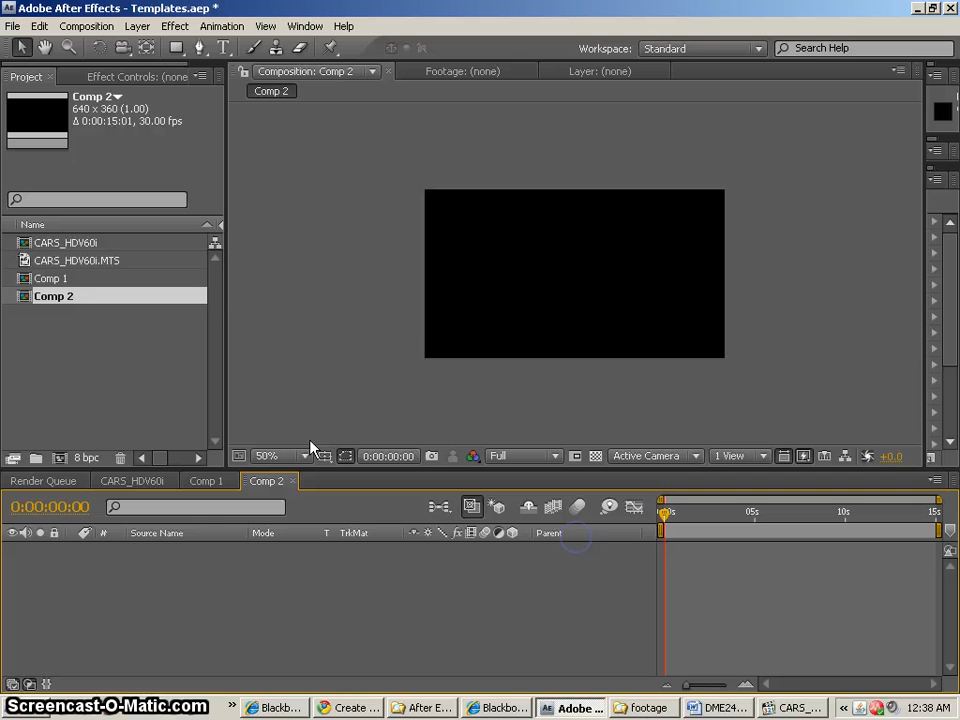 Adobe After Effects - Templates.aep *
File Edit Composition Layer Effect Animation View Window Help
Workspace: Standard Search Help
Project Effect Controls: (none Composition: Comp 2 Footage: (none) Layer: (none)
Comp 2
Comp 2
640 x 360 (1.00)
Δ 0:00:15:01, 30.00 fps
Name
CARS_HDV60i
CARS_HDV60i.MTS
Comp 1
Comp 2
8 bpc 50% 0:00:00:00 Full Active Camera 1 View +0.0
Render Queue CARS_HDV60i Comp 1 Comp 2
0:00:00:00
05s 10s 15s
# Source Name Mode T TrkMat fx Parent
Screencast-O-Matic.com
Blackb... Create ... After E... Blackbo... Adobe ... footage DME24... CARS_... 12:38 AM